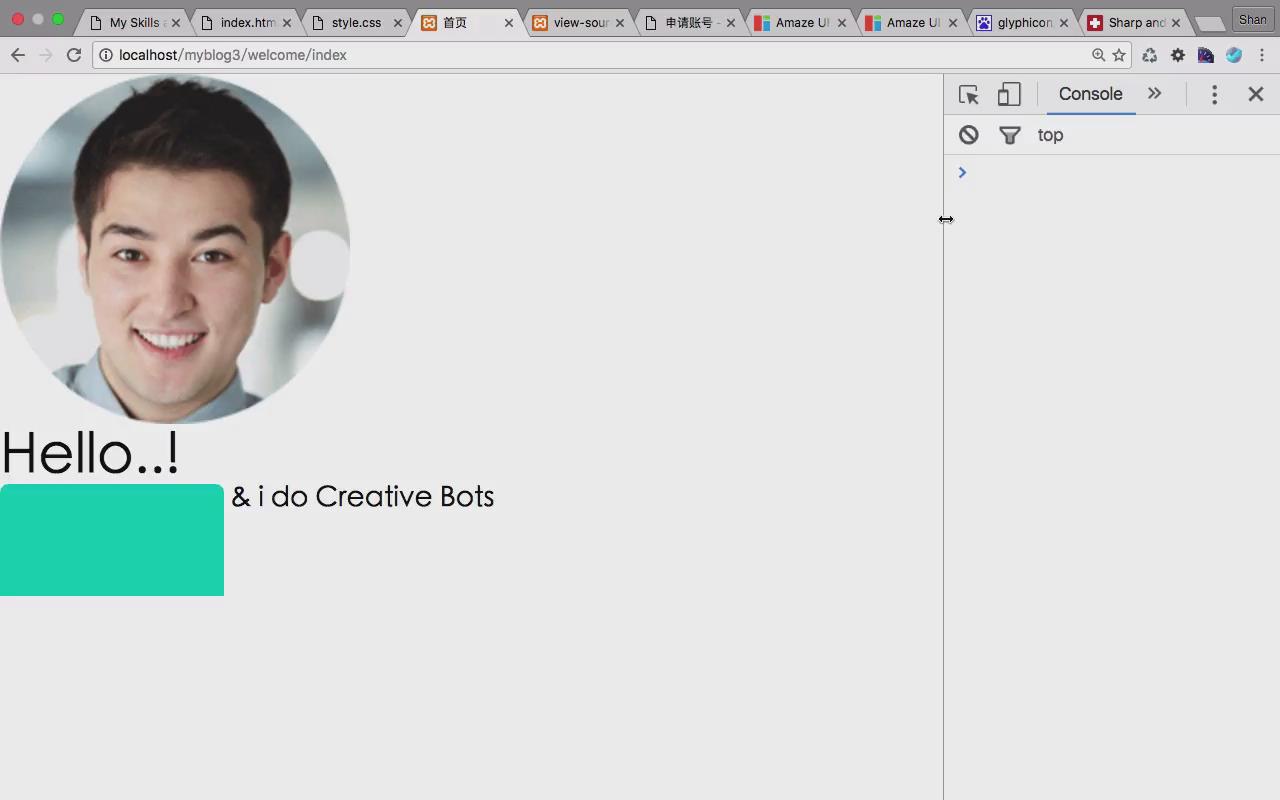 My Skills a
index.htm
style.css
首页
view-sour
申请账号 -
Amaze UI
Amaze UI
glyphicon
Sharp and
Shan
localhost/myblog3/welcome/index
Console
top
Hello..!
& i do Creative Bots